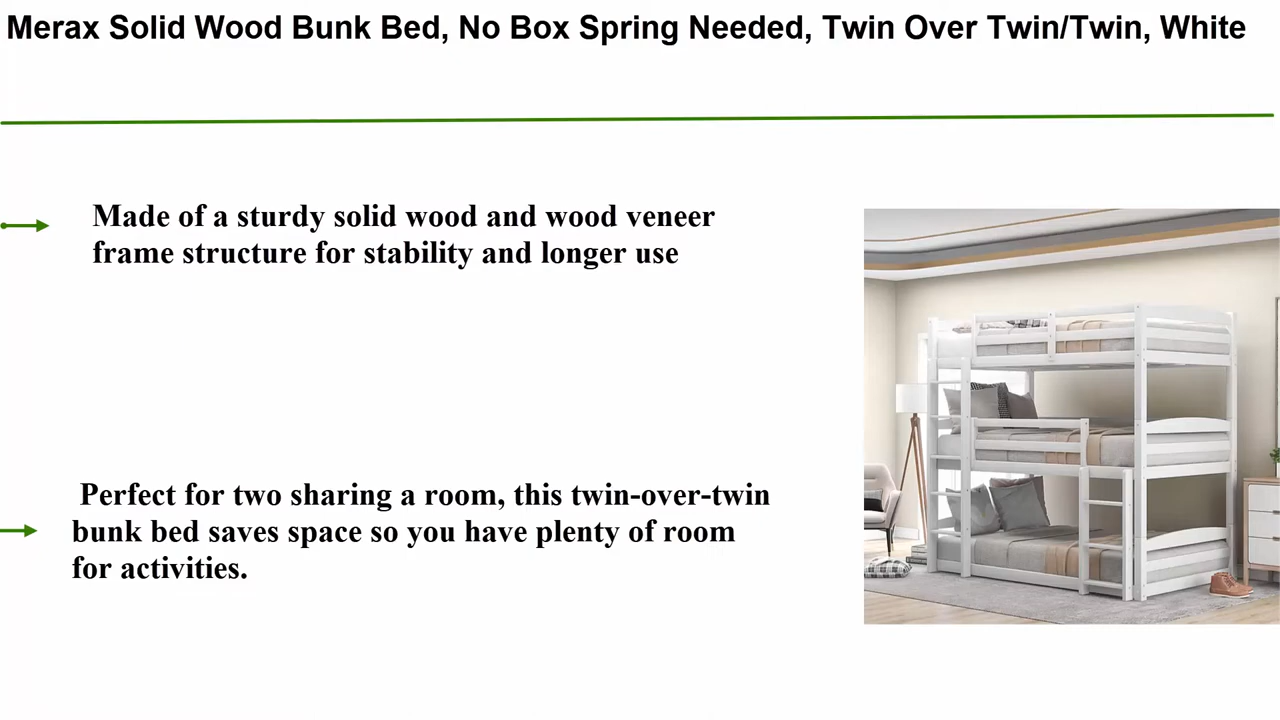 Merax Solid Wood Bunk Bed, No Box Spring Needed, Twin Over Twin/Twin, White
Made of a sturdy solid wood and wood veneer
frame structure for stability and longer use
Perfect for two sharing a room, this twin-over-twin
bunk bed saves space so you have plenty of room
for activities.